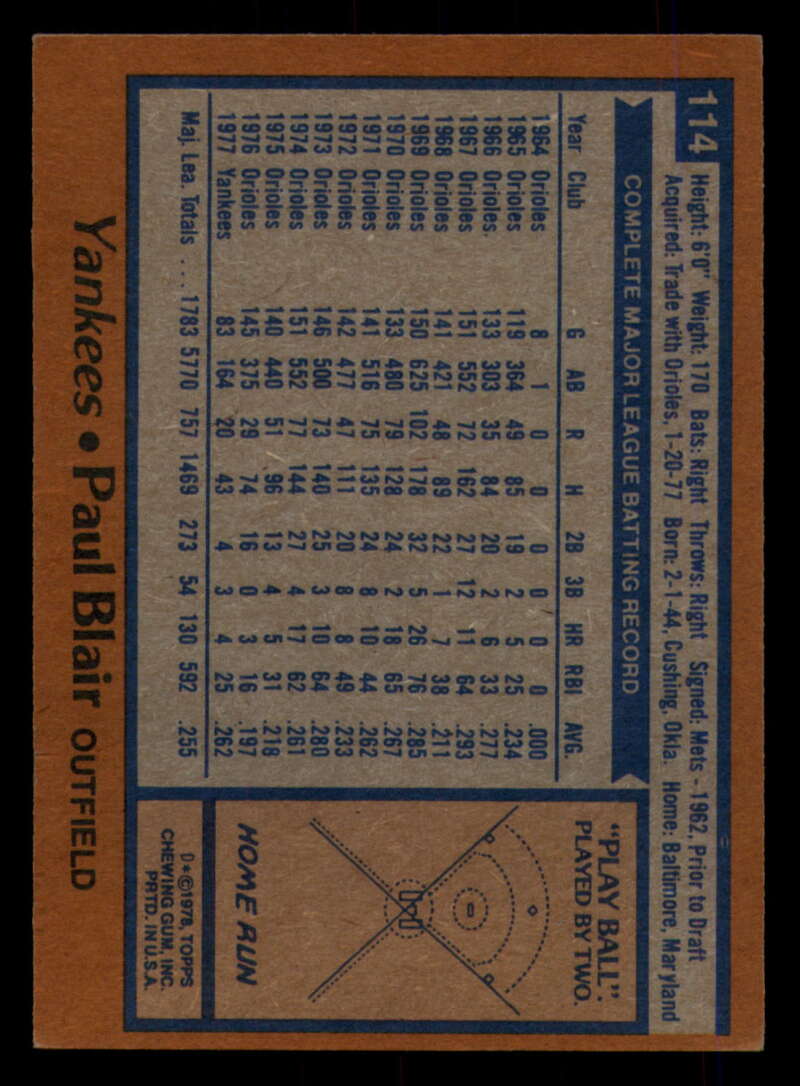 114
Height: 6'0" Weight: 170 Bats: Right Throws: Right Signed: Mets - 1962, Prior to Draft
Acquired: Trade with Orioles, 1-20-77 Born: 2-1-44, Cushing, Okla. Home: Baltimore, Maryland
COMPLETE MAJOR LEAGUE BATTING RECORD
Year Club G AB R H 2B 3B HR RBI AVG.
1964 Orioles 8 1 0 0 0 0 0 0 .000
1965 Orioles. 119 364 49 85 19 2 5 25 .234
1966 Orioles. 133 303 35 84 20 2 6 33 .277
1967 Orioles 151 552 72 162 27 12 11 64 .293
1968 Orioles 141 421 48 89 22 1 7 38 .211
1969 Orioles 150 625 102 178 32 5 26 76 .285
1970 Orioles 133 480 79 128 24 2 18 65 .267
1971 Orioles 141 516 75 135 24 8 10 44 .262
1972 Orioles 142 477 47 111 20 8 8 49 .233
1973 Orioles 146 500 73 140 25 3 10 64 .280
1974 Orioles 151 552 77 144 27 4 17 62 .261
1975 Orioles 140 440 51 96 13 4 5 31 .218
1976 Orioles 145 375 29 74 16 0 3 16 .197
1977 Yankees 83 164 20 43 4 3 4 25 .262
Maj. Lea. Totals ... 1783 5770 757 1469 273 54 130 592 .255
"PLAY BALL".
PLAYED BY TWO.
HOME RUN
D*©1978, TOPPS
CHEWING GUM, INC.
PRTD. IN U.S.A.
Yankees • Paul Blair OUTFIELD